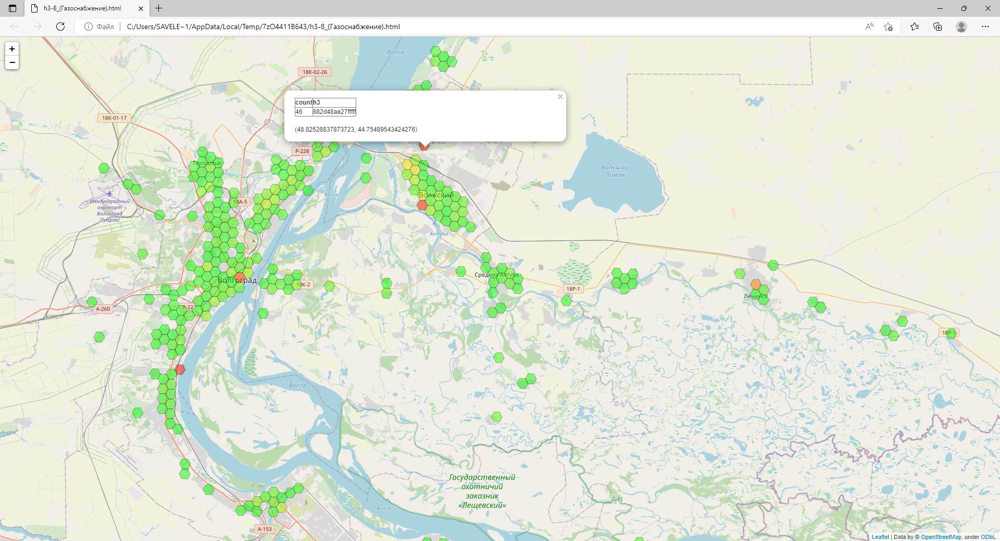 h3-8_(Газоснабжение).html
Файл
C:/Users/SAVELE~1/AppData/Local/Temp/7zO4411B643/h3-8_(Газоснабжение).html
+
−
Волга
18К-02-26
18К-01-17
count h3
46 882d48ae27fffff
(48.82528837873723, 44.75489543424276)
×
Р-228
Городище
Большой
Лиман
Волга
18А-5
Волжский
Международный
аэропорт
Волгоград
(Гумрак)
Ахтуба
Средняя Ахтуба
Волгоград
18К-2
18Р-1
Ленинск
Р-22
А-260
18Р-1
Волга
Государственный
охотничий
заказник
«Лещевский»
Волга
А-153
Leaflet | Data by © OpenStreetMap, under ODbL.